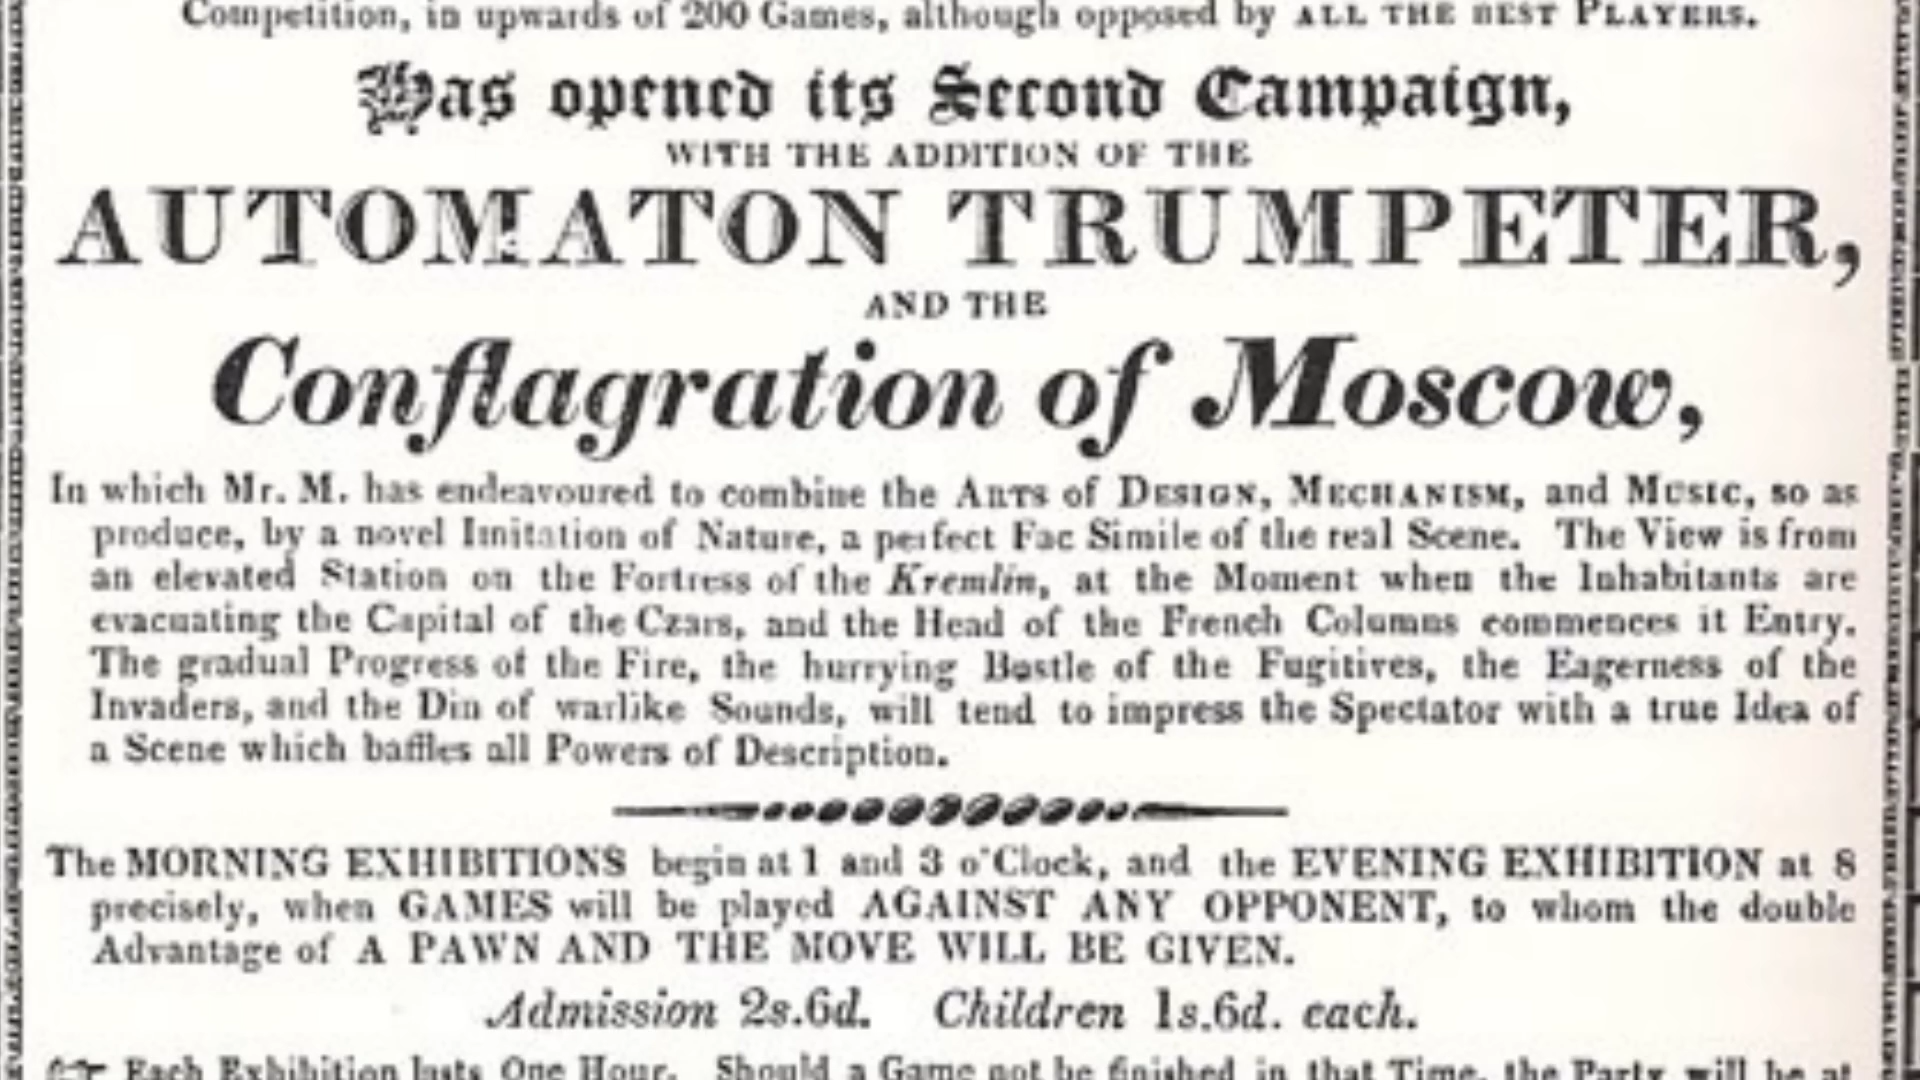 Competition, in upwards of 200 Games, although opposed by ALL THE BEST PLAYERS.
Has opened its Second Campaign,
WITH THE ADDITION OF THE
AUTOMATON TRUMPETER,
AND THE
Conflagration of Moscow,
In which Mr. M. has endeavoured to combine the ARTS of DESIGN, MECHANISM, and MUSIC, so as
produce, by a novel Imitation of Nature, a perfect Fac Simile of the real Scene. The View is from
an elevated Station on the Fortress of the Kremlin, at the Moment when the Inhabitants are
evacuating the Capital of the Czars, and the Head of the French Columns commences it Entry.
The gradual Progress of the Fire, the hurrying Bustle of the Fugitives, the Eagerness of the
Invaders, and the Din of warlike Sounds, will tend to impress the Spectator with a true Idea of
a Scene which baffles all Powers of Description.
The MORNING EXHIBITIONS begin at 1 and 3 o'Clock, and the EVENING EXHIBITION at 8
precisely, when GAMES will be played AGAINST ANY OPPONENT, to whom the double
Advantage of A PAWN AND THE MOVE WILL BE GIVEN.
Admission 2s.6d. Children 1s.6d. each.
☞ Each Exhibition lasts One Hour. Should a Game not be finished in that Time, the Party will be at